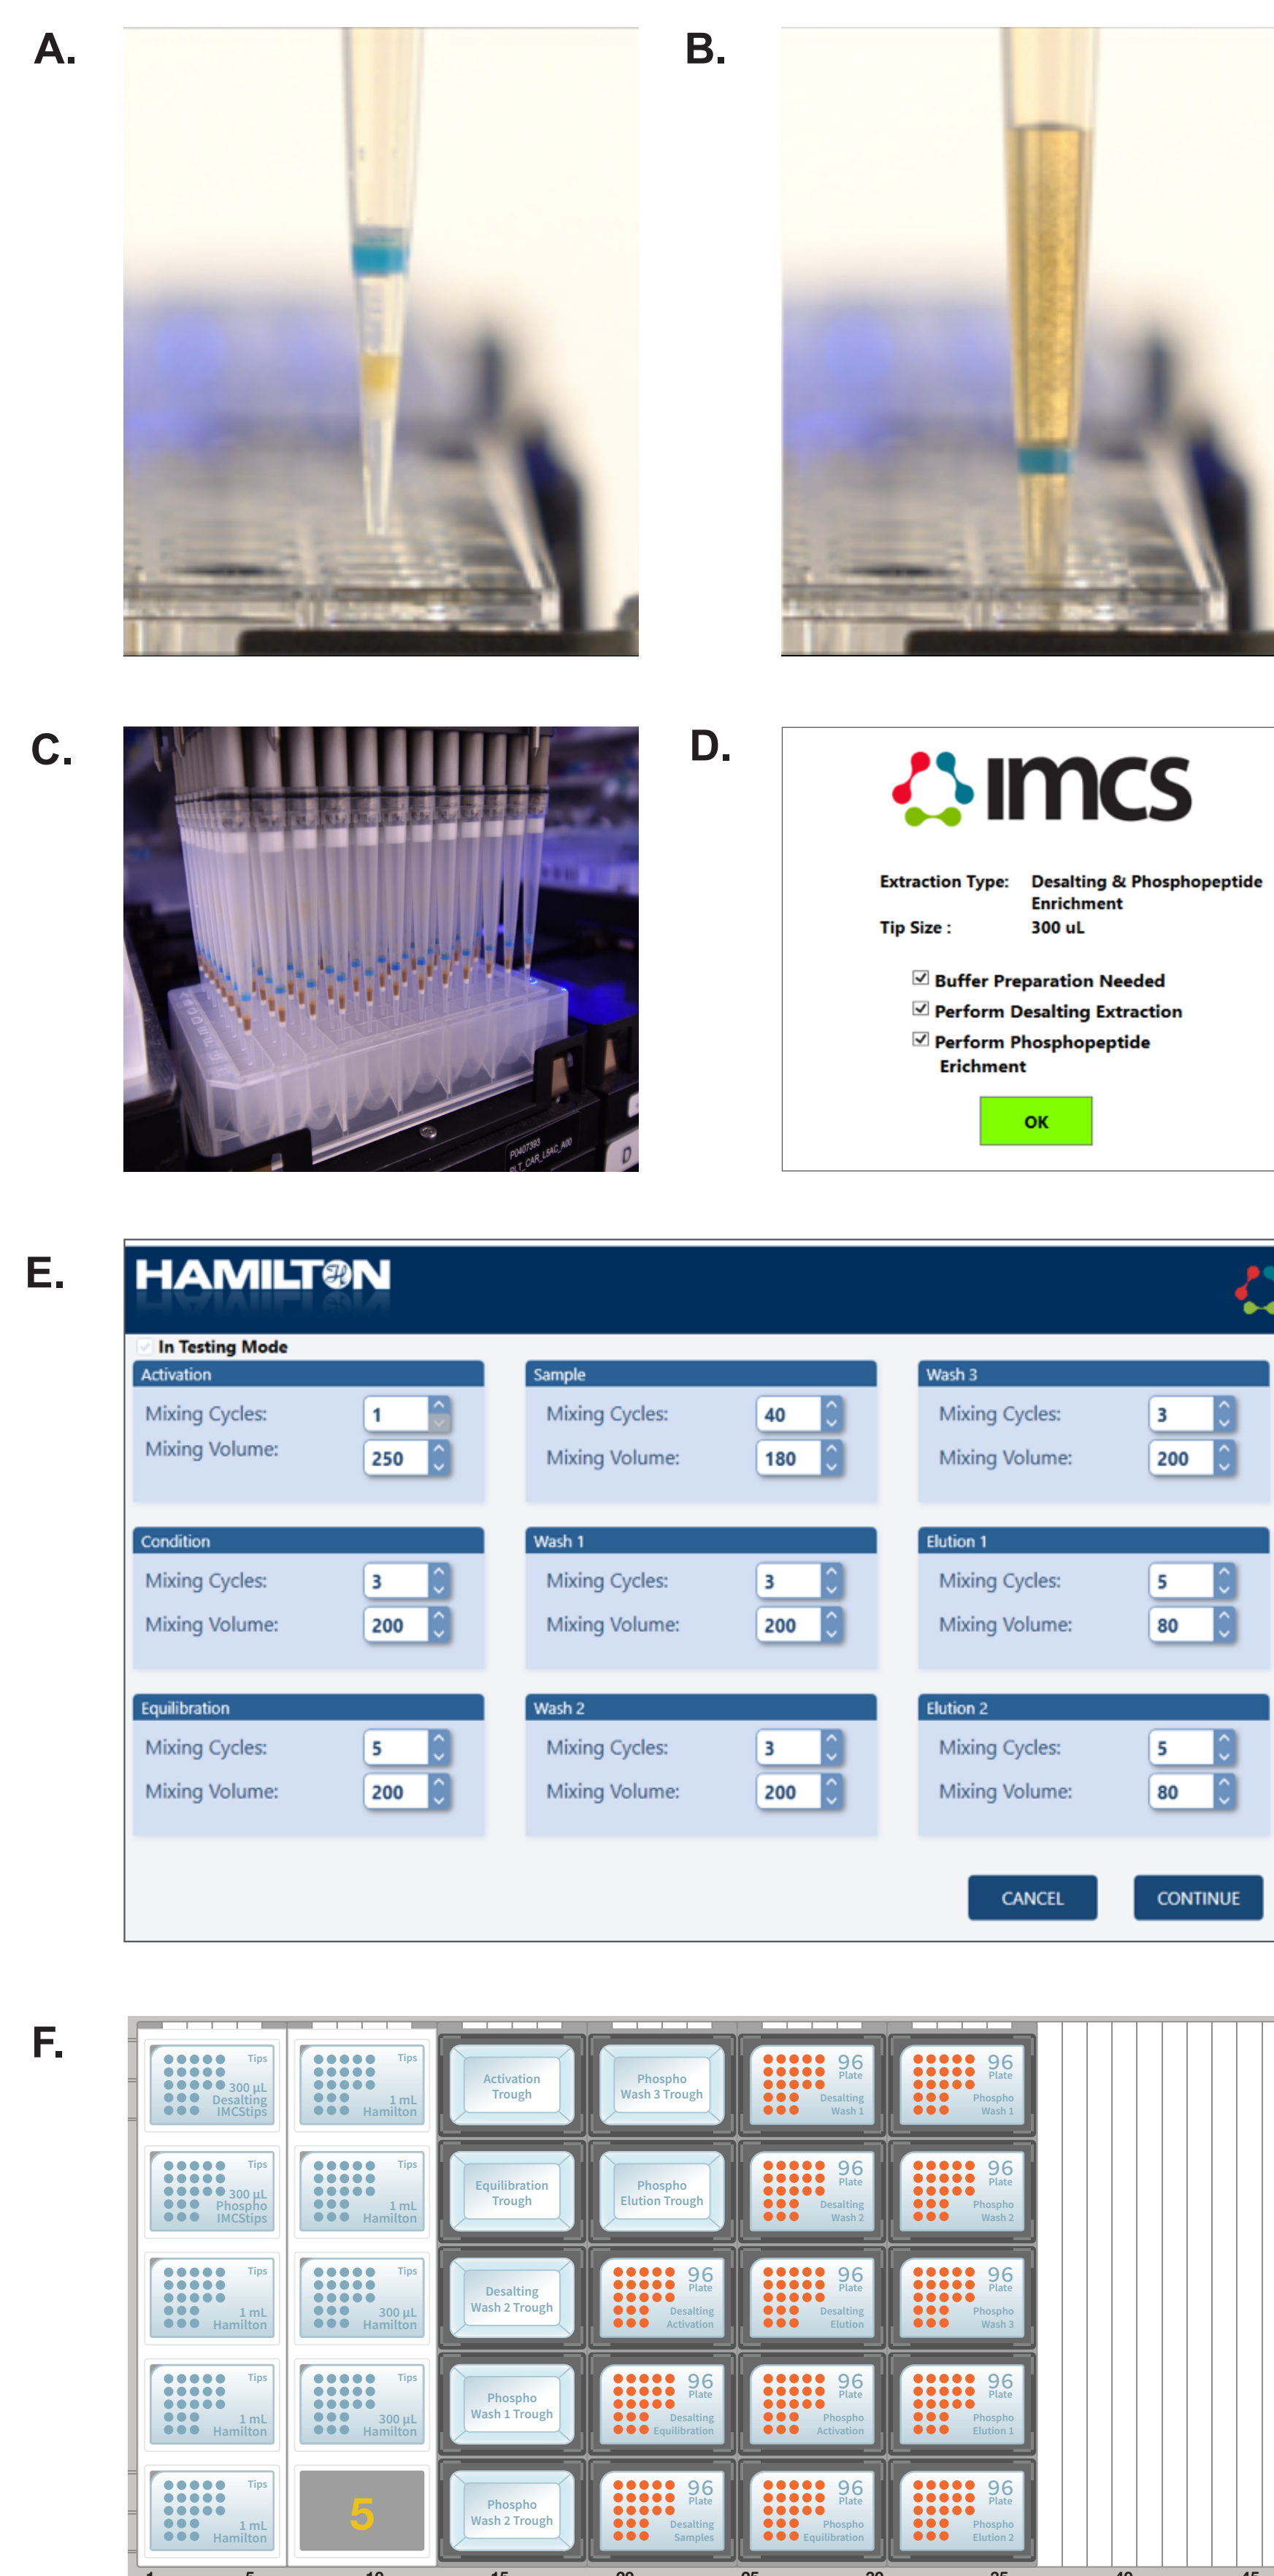 A.
B.
C.
P0407393
PLT_CAR_L5AC_A00
D
D.
imcs
Extraction Type: Desalting & Phosphopeptide
Enrichment
Tip Size : 300 uL
Buffer Preparation Needed
Perform Desalting Extraction
Perform Phosphopeptide
Erichment
OK
E.
HAMILTON
In Testing Mode
Activation
Mixing Cycles: 1
Mixing Volume: 250
Sample
Mixing Cycles: 40
Mixing Volume: 180
Wash 3
Mixing Cycles: 3
Mixing Volume: 200
Condition
Mixing Cycles: 3
Mixing Volume: 200
Wash 1
Mixing Cycles: 3
Mixing Volume: 200
Elution 1
Mixing Cycles: 5
Mixing Volume: 80
Equilibration
Mixing Cycles: 5
Mixing Volume: 200
Wash 2
Mixing Cycles: 3
Mixing Volume: 200
Elution 2
Mixing Cycles: 5
Mixing Volume: 80
CANCEL
CONTINUE
F.
Tips
300 µL
Desalting
IMCStips
Tips
1 mL
Hamilton
Activation
Trough
Phospho
Wash 3 Trough
96
Plate
Desalting
Wash 1
96
Plate
Phospho
Wash 1
Tips
300 µL
Phospho
IMCStips
Tips
1 mL
Hamilton
Equilibration
Trough
Phospho
Elution Trough
96
Plate
Desalting
Wash 2
96
Plate
Phospho
Wash 2
Tips
1 mL
Hamilton
Tips
300 µL
Hamilton
Desalting
Wash 2 Trough
96
Plate
Desalting
Activation
96
Plate
Desalting
Elution
96
Plate
Phospho
Wash 3
Tips
1 mL
Hamilton
Tips
300 µL
Hamilton
Phospho
Wash 1 Trough
96
Plate
Desalting
Equilibration
96
Plate
Phospho
Activation
96
Plate
Phospho
Elution 1
Tips
1 mL
Hamilton
5
Phospho
Wash 2 Trough
96
Plate
Desalting
Samples
96
Plate
Phospho
Equilibration
96
Plate
Phospho
Elution 2